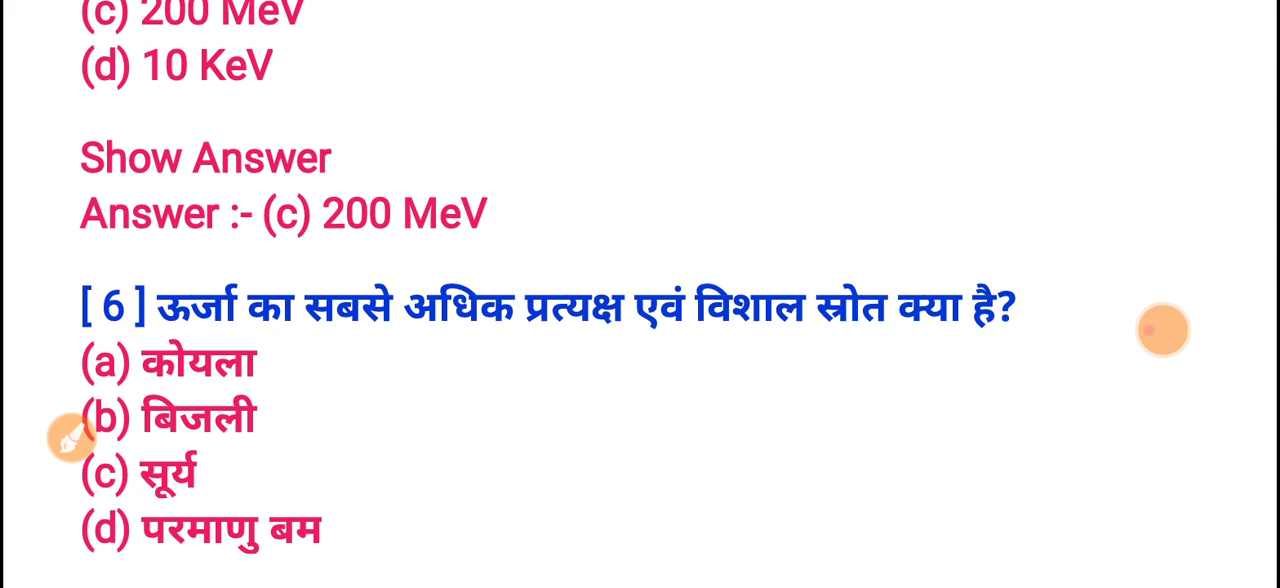 (c) 200 MeV
(d) 10 KeV
Show Answer
Answer :- (c) 200 MeV
[ 6 ] ऊर्जा का सबसे अधिक प्रत्यक्ष एवं विशाल स्रोत क्या है?
(a) कोयला
(b) बिजली
(c) सूर्य
(d) परमाणु बम